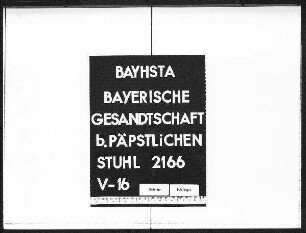 BAYHSTA
BAYERISCHE
GESANDTSCHAFT
b. PÄPSTLiCHEN
STUHL 2166
V-16